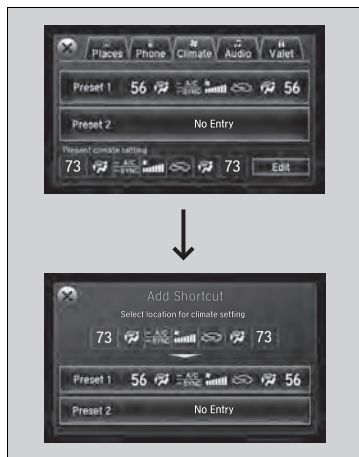 Places Phone Climate Audio Valet
Preset 1 56 A/C SYNC 56
Preset 2 No Entry
Present climate setting
73 A/C SYNC 73 Edit
Add Shortcut
Select location for climate setting
73 A/C SYNC 73
Preset 1 56 A/C SYNC 56
Preset 2 No Entry